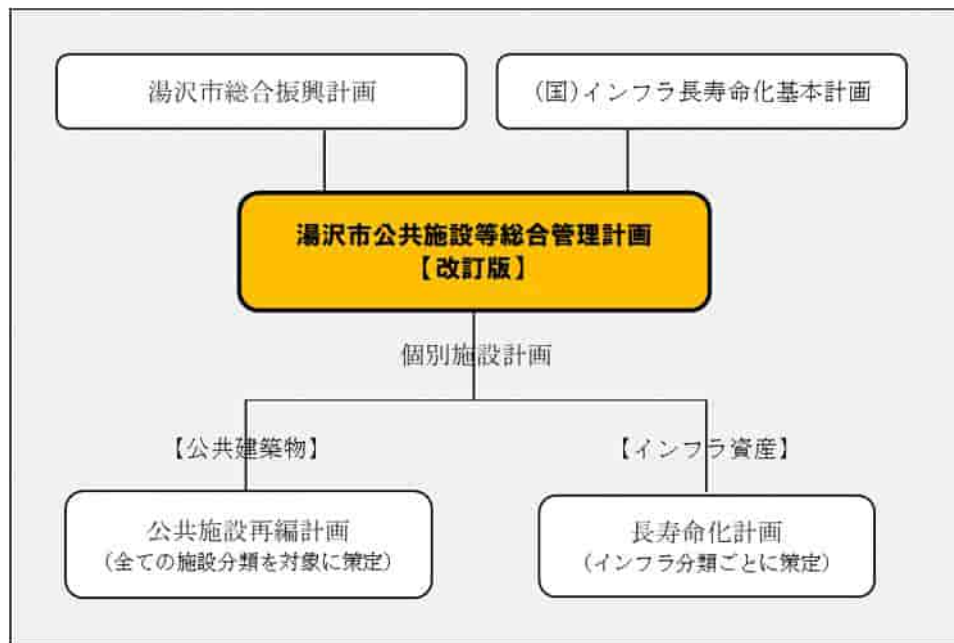 湯沢市総合振興計画
(国)インフラ長寿命化基本計画
湯沢市公共施設等総合管理計画
【改訂版】
個別施設計画
【公共建築物】
【インフラ資産】
公共施設再編計画
(全ての施設分類を対象に策定)
長寿命化計画
(インフラ分類ごとに策定)